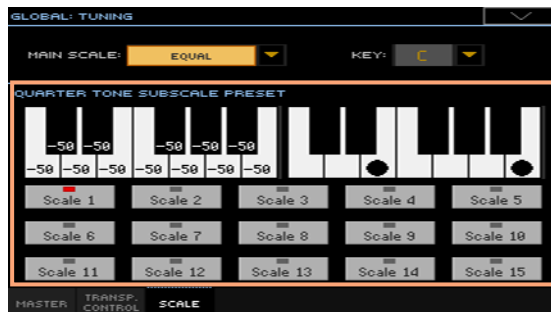 GLOBAL: TUNING
MAIN SCALE: EQUAL KEY: C
QUARTER TONE SUBSCALE PRESET
-50 -50 -50 -50 -50
-50 -50 -50 -50 -50 -50 -50
Scale 1 Scale 2 Scale 3 Scale 4 Scale 5
Scale 6 Scale 7 Scale 8 Scale 9 Scale 10
Scale 11 Scale 12 Scale 13 Scale 14 Scale 15
MASTER TRANSP. CONTROL SCALE